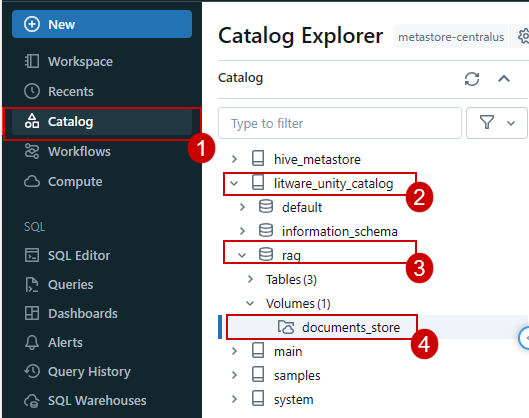 New
Workspace
Recents
Catalog
1
Workflows
Compute
SQL
SQL Editor
Queries
Dashboards
Alerts
Query History
SQL Warehouses
Catalog Explorer
metastore-centralus
Catalog
Type to filter
hive_metastore
litware_unity_catalog
2
default
information_schema
rag
3
Tables (3)
Volumes (1)
documents_store
4
main
samples
system